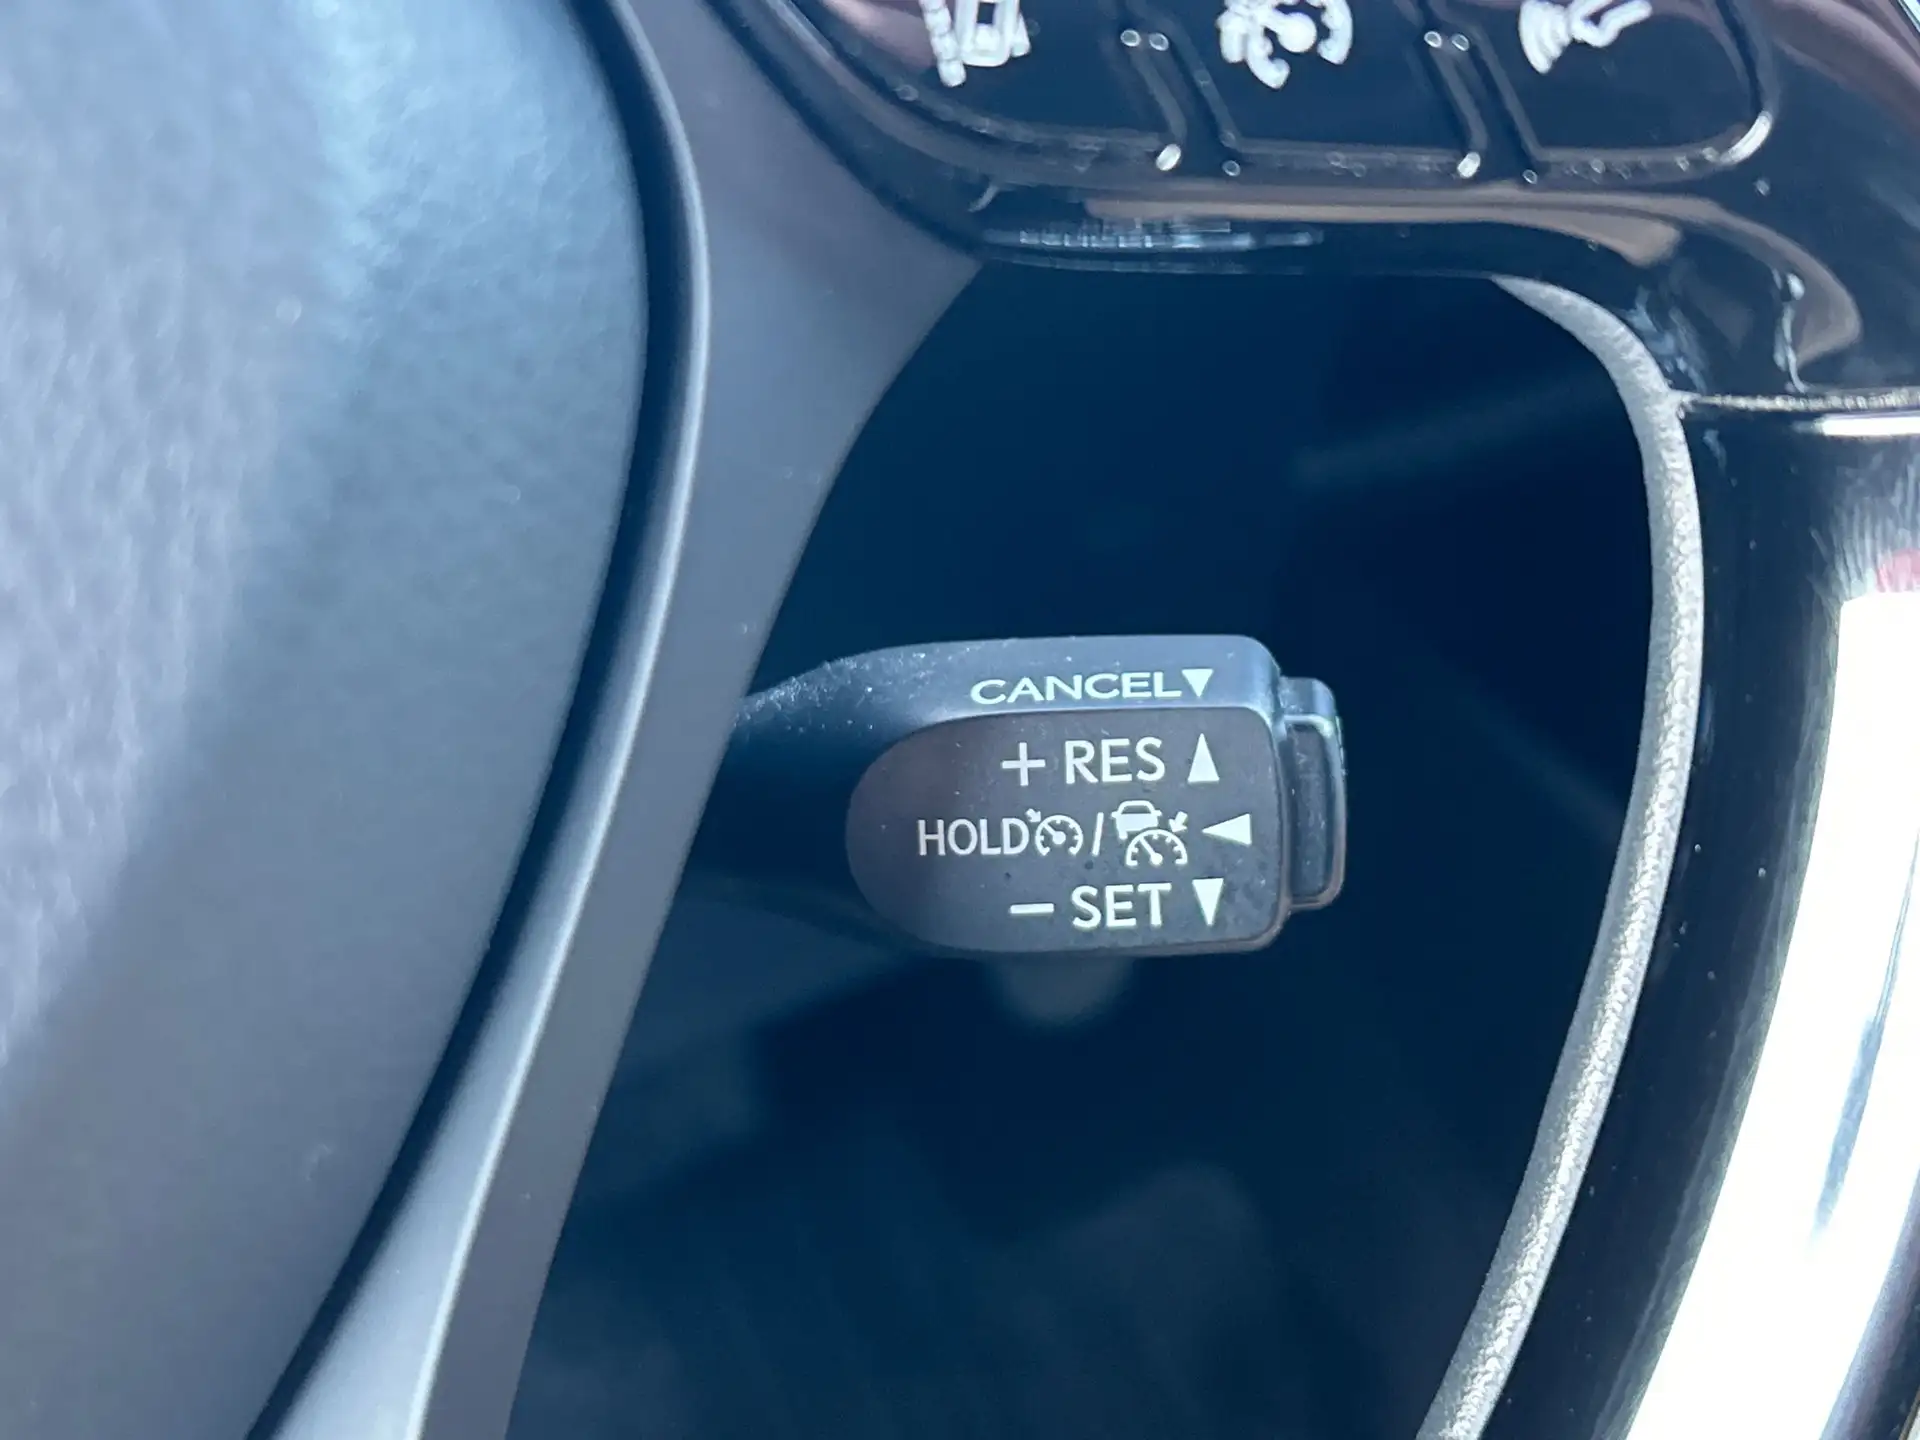 CANCEL▼
+ RES ▲
HOLD / ◀
− SET ▼